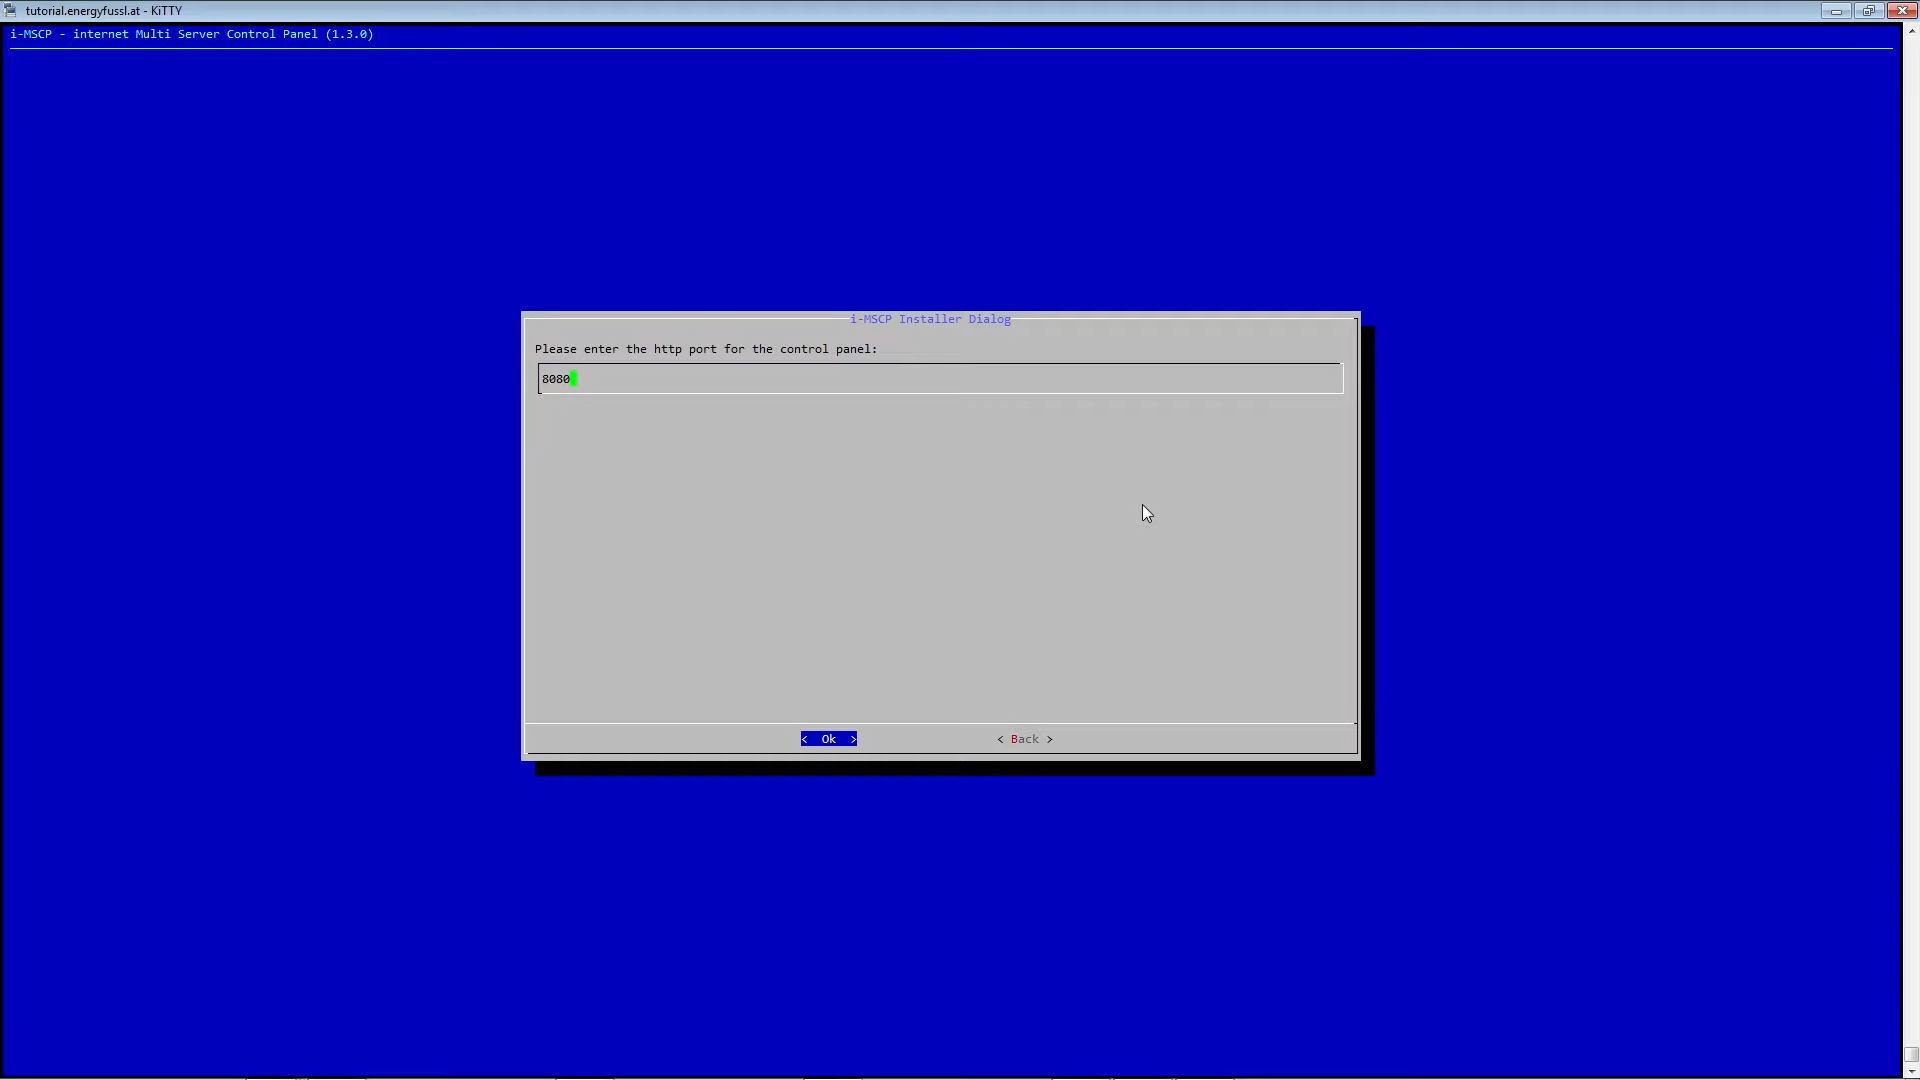 tutorial.energyfussl.at - KiTTY
i-MSCP - internet Multi Server Control Panel (1.3.0)
i-MSCP Installer Dialog
Please enter the http port for the control panel:
8080
< Ok > < Back >